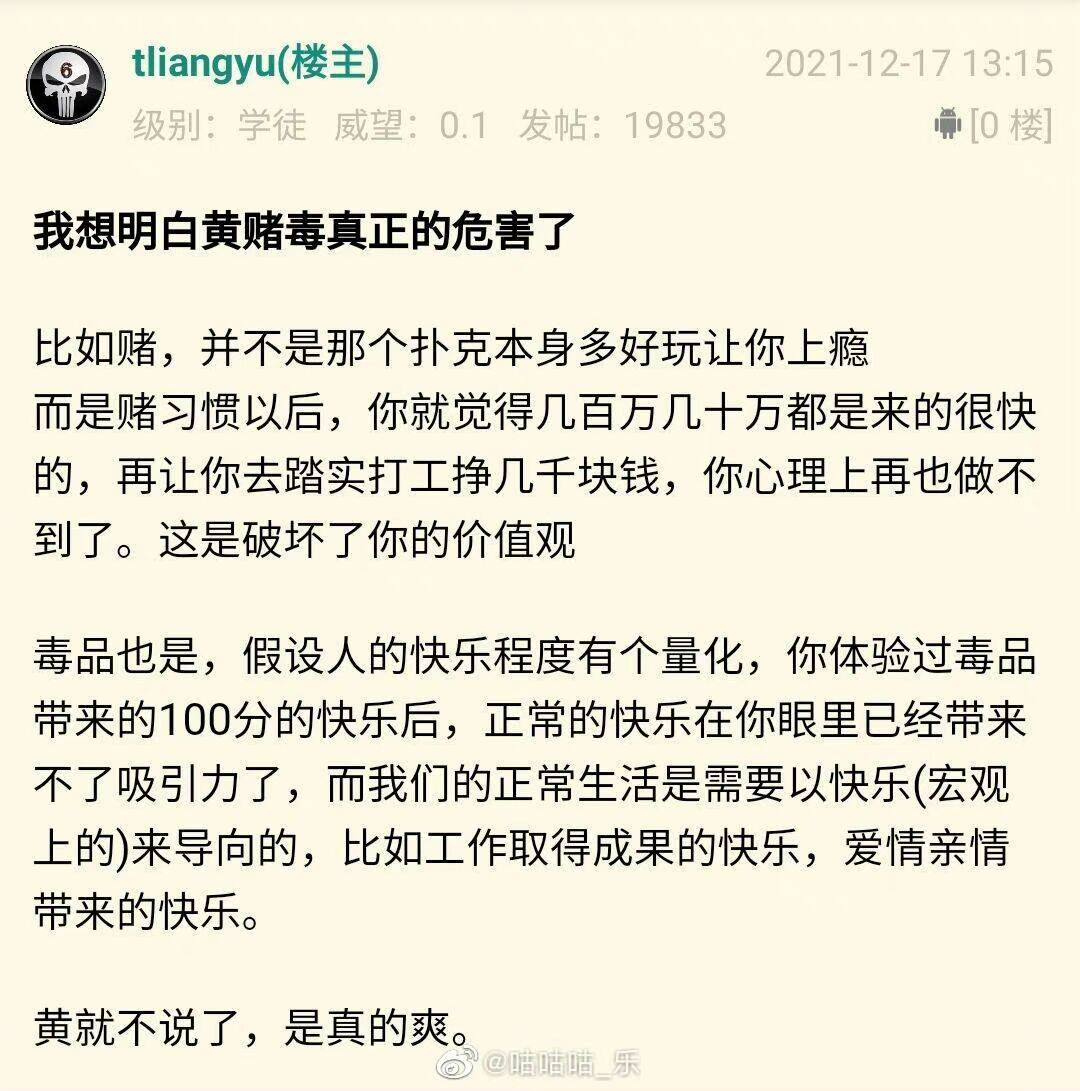 tliangyu(楼主)
2021-12-17 13:15
级别：学徒 威望：0.1 发帖：19833
[0 楼]
我想明白黄赌毒真正的危害了
比如赌，并不是那个扑克本身多好玩让你上瘾
而是赌习惯以后，你就觉得几百万几十万都是来的很快
的，再让你去踏实打工挣几千块钱，你心理上再也做不
到了。这是破坏了你的价值观
毒品也是，假设人的快乐程度有个量化，你体验过毒品
带来的100分的快乐后，正常的快乐在你眼里已经带来
不了吸引力了，而我们的正常生活是需要以快乐(宏观
上的)来导向的，比如工作取得成果的快乐，爱情亲情
带来的快乐。
黄就不说了，是真的爽。
@咕咕咕_乐
6